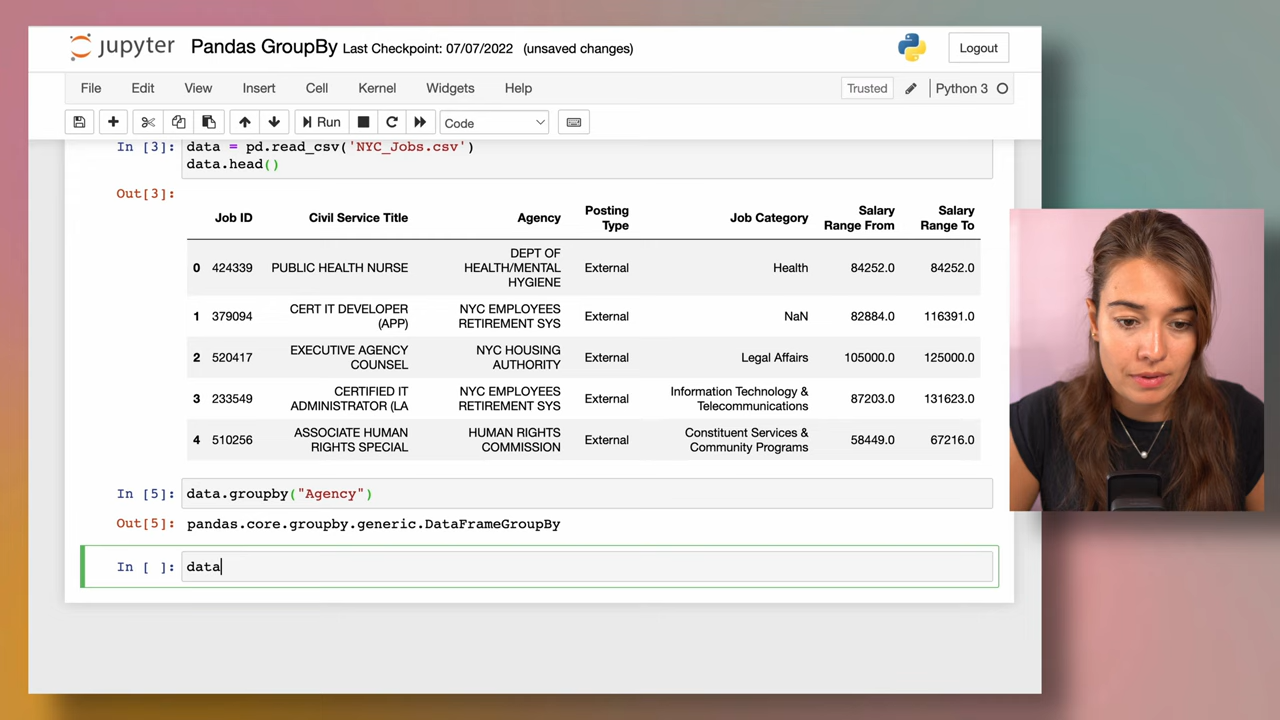 jupyter Pandas GroupBy Last Checkpoint: 07/07/2022 (unsaved changes) Logout
File Edit View Insert Cell Kernel Widgets Help Trusted Python 3
Run Code
In [3]: data = pd.read_csv('NYC_Jobs.csv')
data.head()
Out[3]:
Job ID Civil Service Title Agency Posting Type Job Category Salary Range From Salary Range To
0 424339 PUBLIC HEALTH NURSE DEPT OF HEALTH/MENTAL HYGIENE External Health 84252.0 84252.0
1 379094 CERT IT DEVELOPER (APP) NYC EMPLOYEES RETIREMENT SYS External NaN 82884.0 116391.0
2 520417 EXECUTIVE AGENCY COUNSEL NYC HOUSING AUTHORITY External Legal Affairs 105000.0 125000.0
3 233549 CERTIFIED IT ADMINISTRATOR (LA NYC EMPLOYEES RETIREMENT SYS External Information Technology & Telecommunications 87203.0 131623.0
4 510256 ASSOCIATE HUMAN RIGHTS SPECIAL HUMAN RIGHTS COMMISSION External Constituent Services & Community Programs 58449.0 67216.0
In [5]: data.groupby("Agency")
Out[5]: pandas.core.groupby.generic.DataFrameGroupBy
In [ ]: data